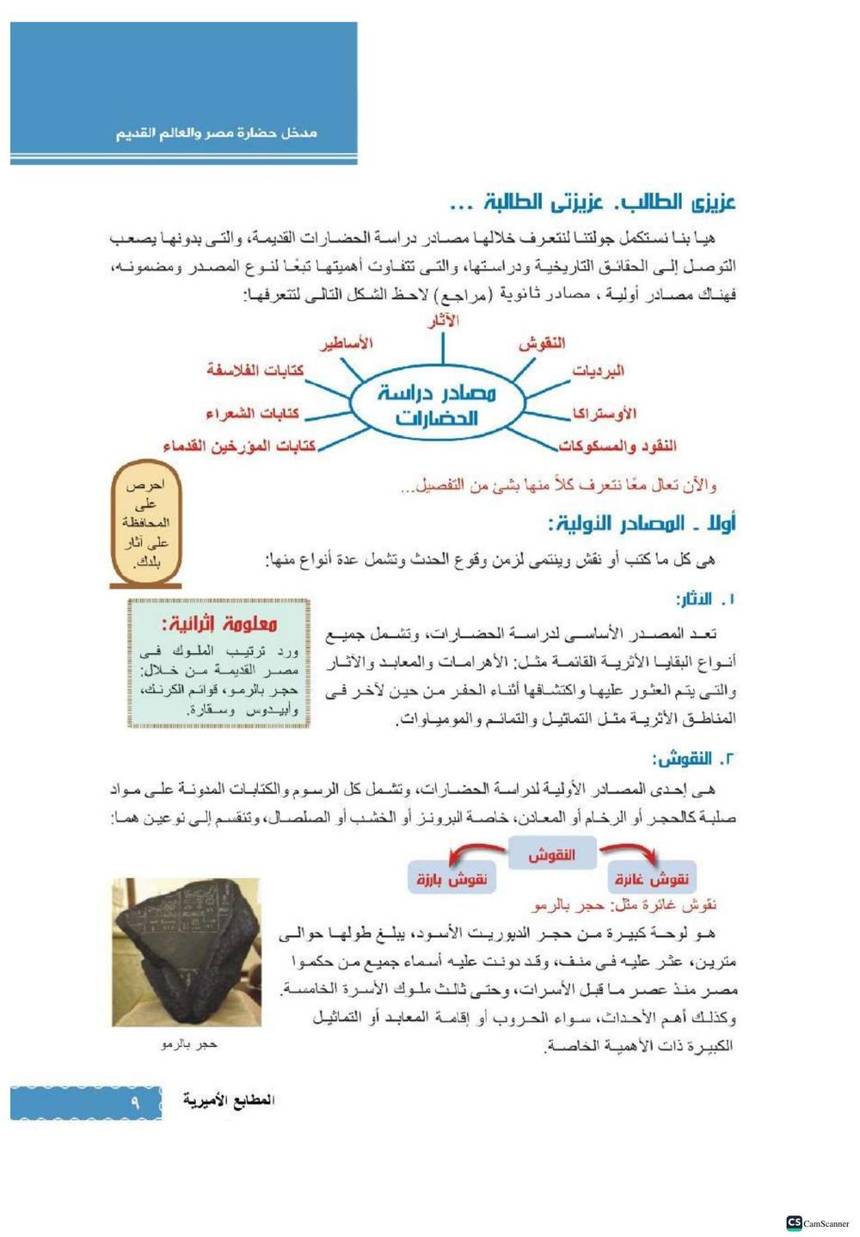 مدخل حضارة مصر والعالم القديم
عزيزى الطالب. عزيزتى الطالبة ...
هيا بنا نستكمل جولتنا لنتعرف خلالها مصادر دراسة الحضارات القديمة، والتى بدونها يصعب
التوصل إلى الحقائق التاريخية ودراستها، والتى تتفاوت أهميتها تبعًا لنوع المصدر ومضمونه،
فهناك مصادر أولية ، مصادر ثانوية (مراجع) لاحظ الشكل التالى لتتعرفها:
الآثار
النقوش
الأساطير
البرديات
كتابات الفلاسفة
مصادر دراسة
الحضارات
الأوستراكا
كتابات الشعراء
النقود والمسكوكات
كتابات المؤرخين القدماء
والآن تعال معًا نتعرف كلاً منها بشئ من التفصيل...
احرص
على
المحافظة
على آثار
بلدك.
أولا - المصادر الأولية:
هى كل ما كتب أو نقش وينتمى لزمن وقوع الحدث وتشمل عدة أنواع منها:
١. الآثار:
تعد المصدر الأساسى لدراسة الحضارات، وتشمل جميع
أنواع البقايا الأثرية القائمة مثل: الأهرامات والمعابد والآثار
والتى يتم العثور عليها واكتشافها أثناء الحفر من حين لآخر فى
المناطق الأثرية مثل التماثيل والتمائم والمومياوات.
معلومة إثرائية:
ورد ترتيب الملوك فى
مصر القديمة من خلال:
حجر بالرمو، قوائم الكرنك،
وأبيدوس وسقارة.
٢. النقوش:
هى إحدى المصادر الأولية لدراسة الحضارات، وتشمل كل الرسوم والكتابات المدونة على مواد
صلبة كالحجر أو الرخام أو المعادن، خاصة البرونز أو الخشب أو الصلصال، وتنقسم إلى نوعين هما:
النقوش
نقوش غائرة
نقوش بارزة
نقوش غائرة مثل: حجر بالرمو
هو لوحة كبيرة من حجر الديوريت الأسود، يبلغ طولها حوالى
مترين، عثر عليه فى منف، وقد دونت عليه أسماء جميع من حكموا
مصر منذ عصر ما قبل الأسرات، وحتى ثالث ملوك الأسرة الخامسة.
وكذلك أهم الأحداث، سواء الحروب أو إقامة المعابد أو التماثيل
الكبيرة ذات الأهمية الخاصة.
حجر بالرمو
المطابع الأميرية
٩
CS CamScanner